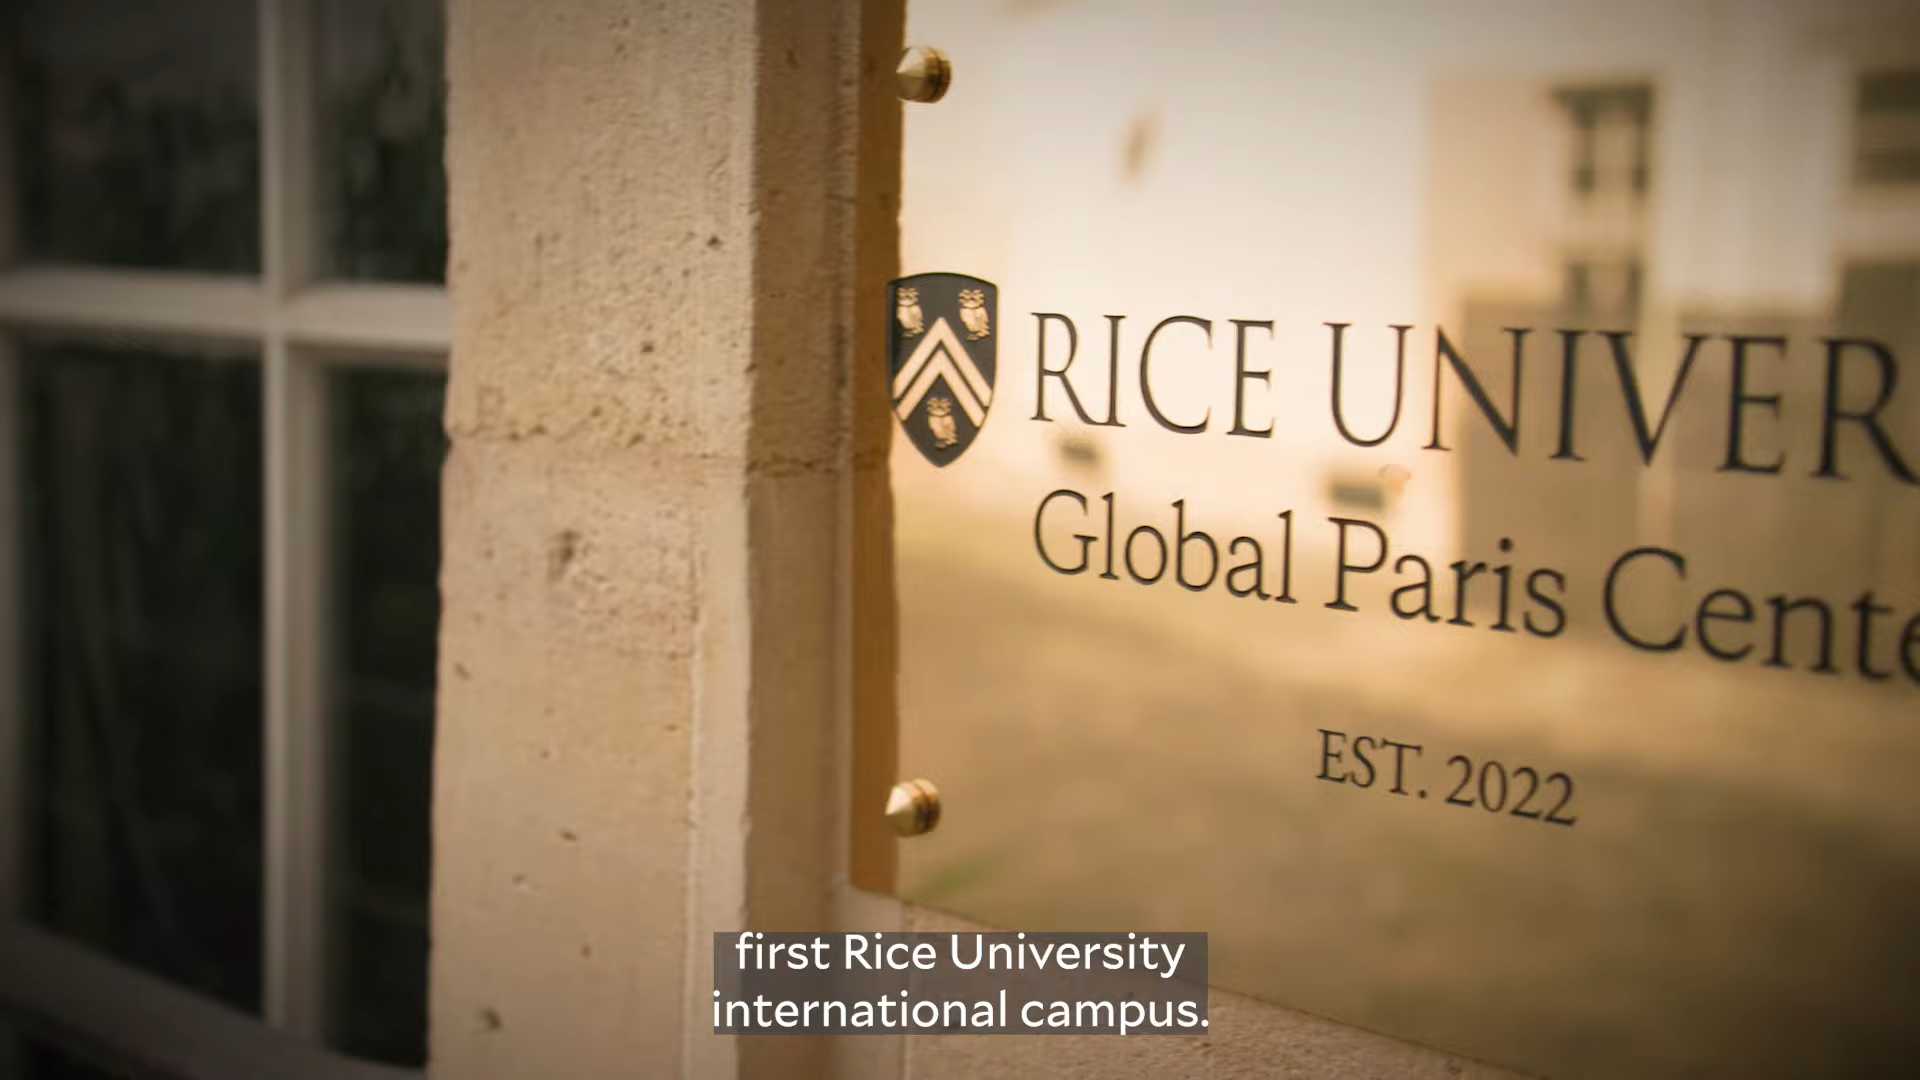 RICE UNIVER
Global Paris Cente
EST. 2022
first Rice University
international campus.